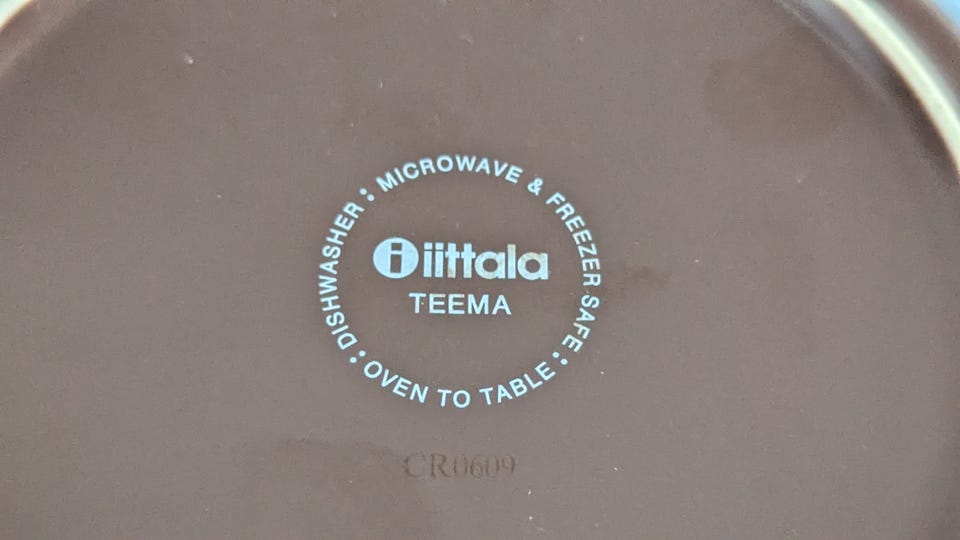 DISHWASHER : MICROWAVE & FREEZER SAFE :
i iittala
TEEMA
OVEN TO TABLE :
CR0609